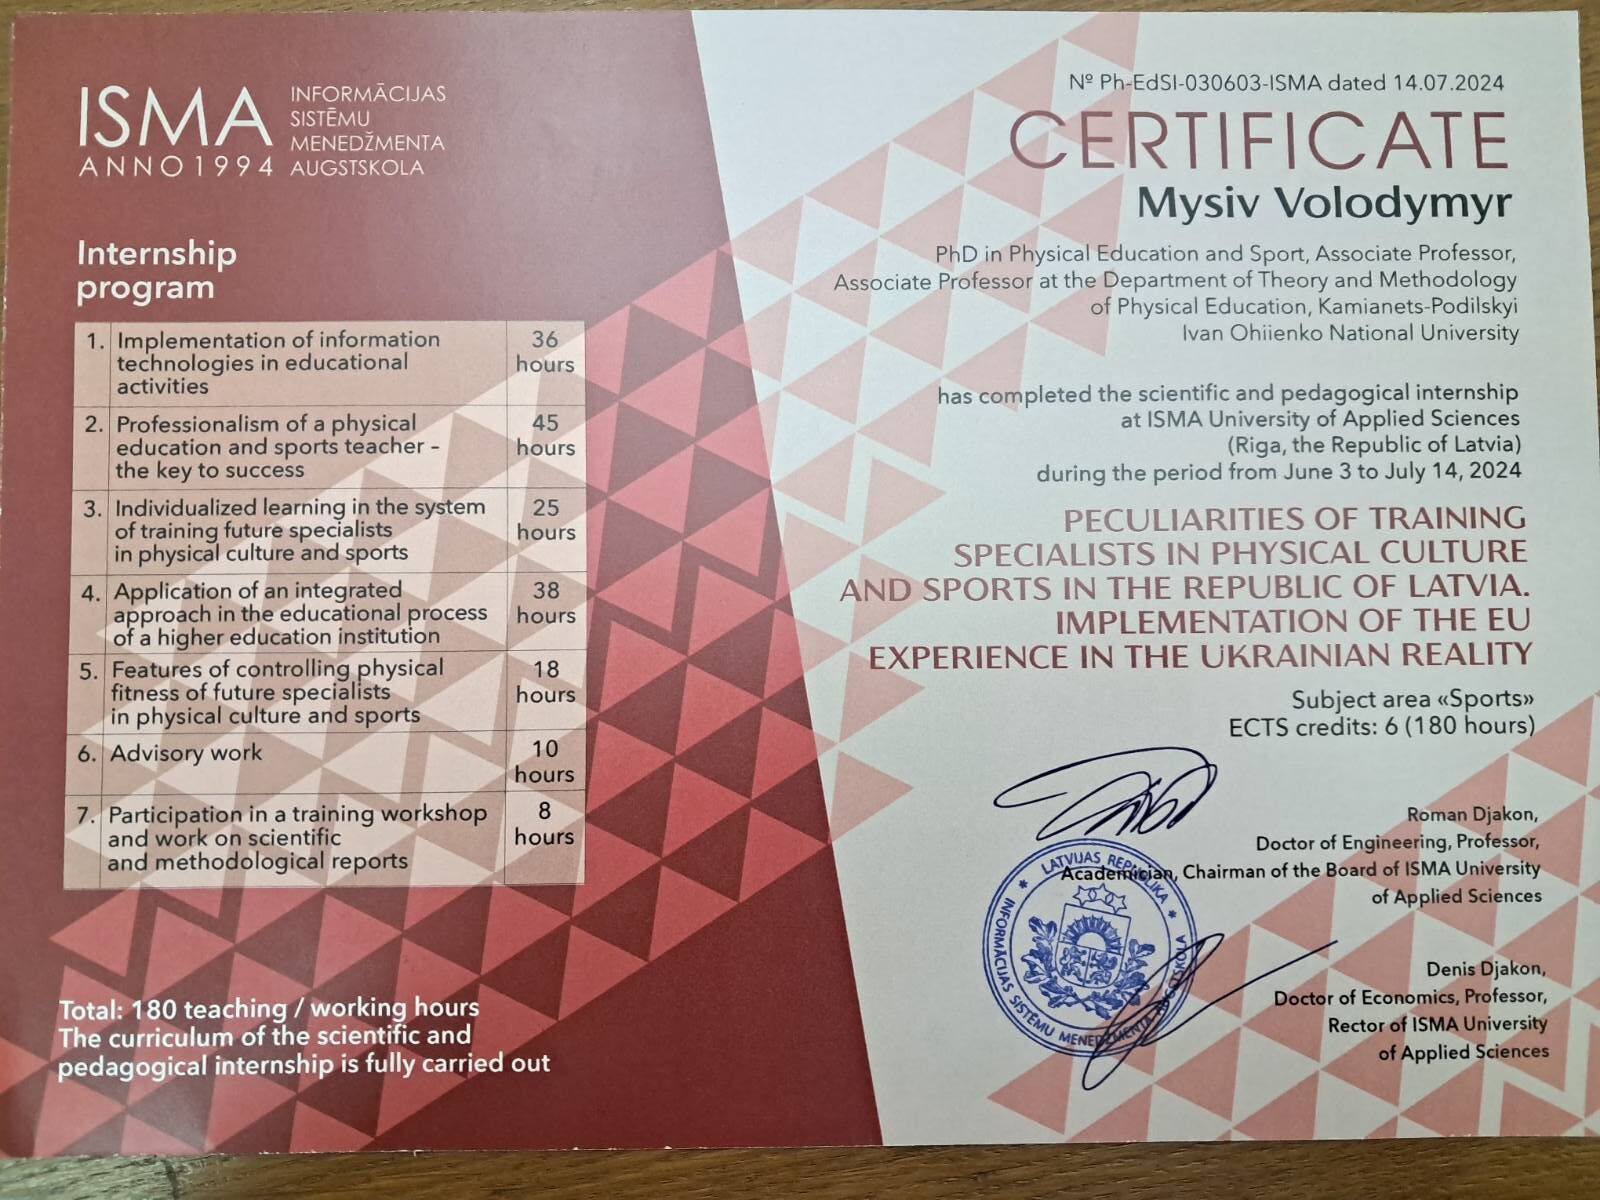 ISMA
ANNO 1994
INFORMĀCIJAS
SISTĒMU
MENEDŽMENTA
AUGSTSKOLA
Internship
program
1. Implementation of information
technologies in educational
activities
36
hours
2. Professionalism of a physical
education and sports teacher –
the key to success
45
hours
3. Individualized learning in the system
of training future specialists
in physical culture and sports
25
hours
4. Application of an integrated
approach in the educational process
of a higher education institution
38
hours
5. Features of controlling physical
fitness of future specialists
in physical culture and sports
18
hours
6. Advisory work
10
hours
7. Participation in a training workshop
and work on scientific
and methodological reports
8
hours
Total: 180 teaching / working hours
The curriculum of the scientific and
pedagogical internship is fully carried out
Nº Ph-EdSI-030603-ISMA dated 14.07.2024
CERTIFICATE
Mysiv Volodymyr
PhD in Physical Education and Sport, Associate Professor,
Associate Professor at the Department of Theory and Methodology
of Physical Education, Kamianets-Podilskyi
Ivan Ohiienko National University
has completed the scientific and pedagogical internship
at ISMA University of Applied Sciences
(Riga, the Republic of Latvia)
during the period from June 3 to July 14, 2024
PECULIARITIES OF TRAINING
SPECIALISTS IN PHYSICAL CULTURE
AND SPORTS IN THE REPUBLIC OF LATVIA.
IMPLEMENTATION OF THE EU
EXPERIENCE IN THE UKRAINIAN REALITY
Subject area «Sports»
ECTS credits: 6 (180 hours)
Roman Djakon,
Doctor of Engineering, Professor,
Academician, Chairman of the Board of ISMA University
of Applied Sciences
LATVIJAS REPUBLIKA
INFORMĀCIJAS SISTĒMU MENEDŽMENTA AUGSTSKOLA
Denis Djakon,
Doctor of Economics, Professor,
Rector of ISMA University
of Applied Sciences